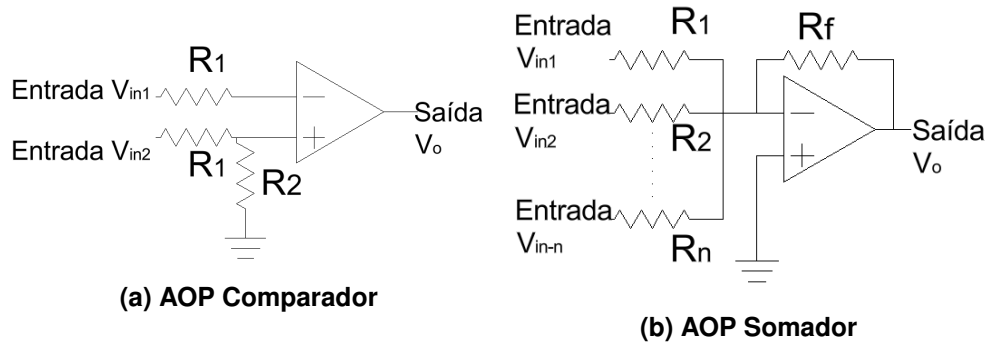 R1
Entrada Vin1
Entrada Vin2
R1
R2
Saída
Vo
(a) AOP Comparador
Entrada
Vin1
R1
Rf
Entrada
Vin2
R2
Entrada
Vin-n
Rn
Saída
Vo
(b) AOP Somador